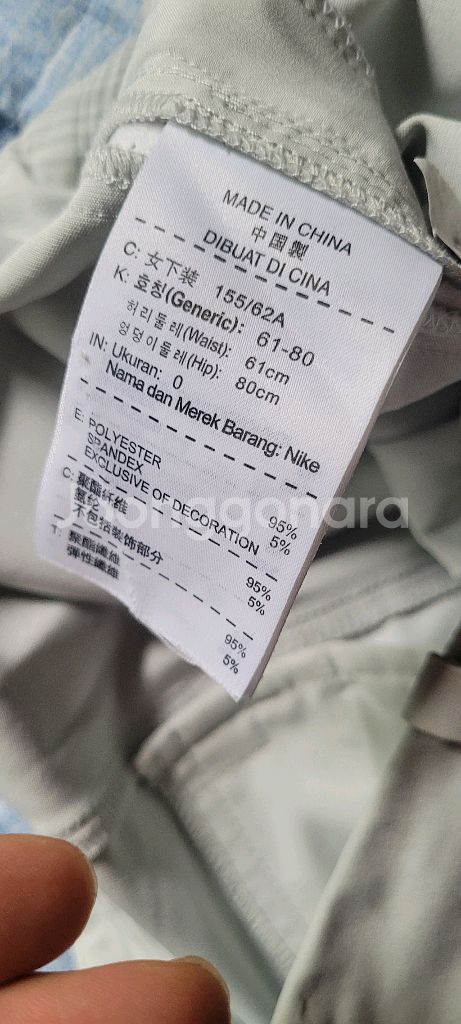 MADE IN CHINA
中国製
DIBUAT DI CINA
C: 女下装 155/62A
K: 호칭(Generic): 61-80
허리둘레(Waist): 61cm
엉덩이둘레(Hip): 80cm
IN: Ukuran: 0
Nama dan Merek Barang: Nike
E: POLYESTER 95%
SPANDEX 5%
EXCLUSIVE OF DECORATION
C: 聚酯纤维 95%
氨纶 5%
不包括装饰部分
T: 聚酯纖維 95%
彈性纖維 5%
joonggonara